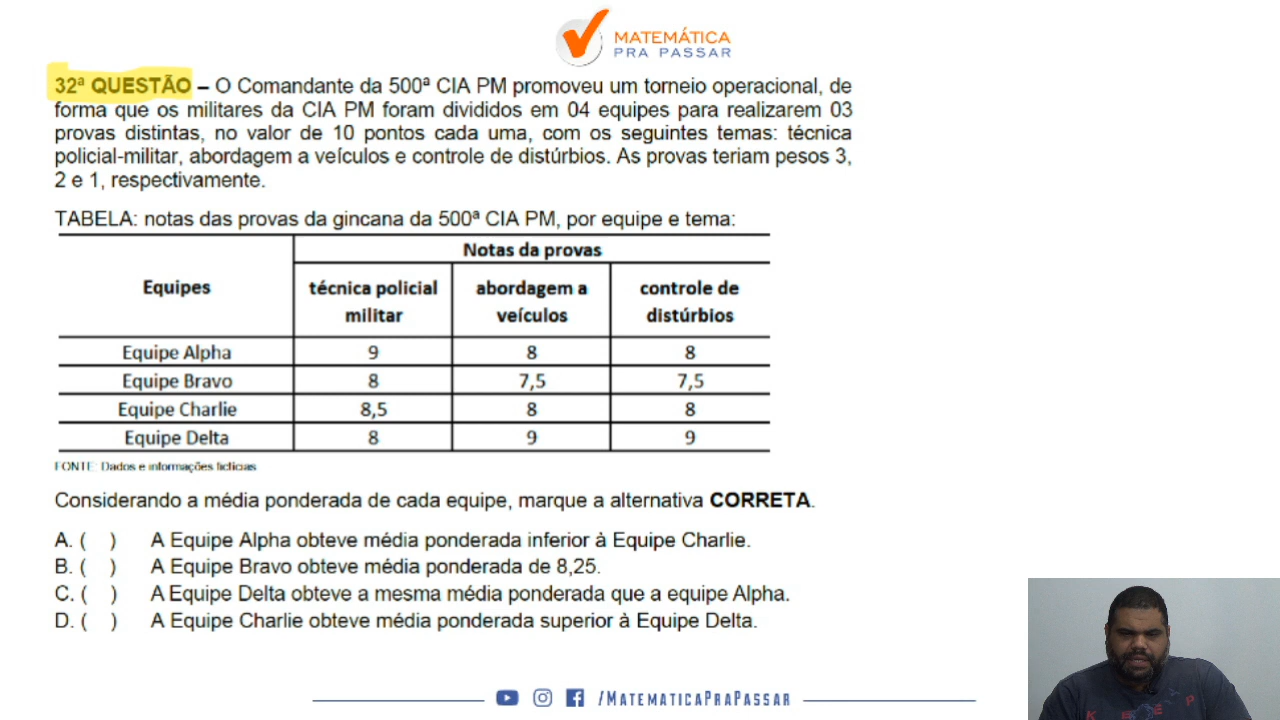 MATEMÁTICA
PRA PASSAR
32ª QUESTÃO – O Comandante da 500ª CIA PM promoveu um torneio operacional, de
forma que os militares da CIA PM foram divididos em 04 equipes para realizarem 03
provas distintas, no valor de 10 pontos cada uma, com os seguintes temas: técnica
policial-militar, abordagem a veículos e controle de distúrbios. As provas teriam pesos 3,
2 e 1, respectivamente.
TABELA: notas das provas da gincana da 500ª CIA PM, por equipe e tema:
Notas da provas
Equipes
técnica policial militar
abordagem a veículos
controle de distúrbios
Equipe Alpha 9 8 8
Equipe Bravo 8 7,5 7,5
Equipe Charlie 8,5 8 8
Equipe Delta 8 9 9
FONTE: Dados e informações fictícias
Considerando a média ponderada de cada equipe, marque a alternativa CORRETA.
A. ( ) A Equipe Alpha obteve média ponderada inferior à Equipe Charlie.
B. ( ) A Equipe Bravo obteve média ponderada de 8,25.
C. ( ) A Equipe Delta obteve a mesma média ponderada que a equipe Alpha.
D. ( ) A Equipe Charlie obteve média ponderada superior à Equipe Delta.
/MATEMATICAPRAPASSAR